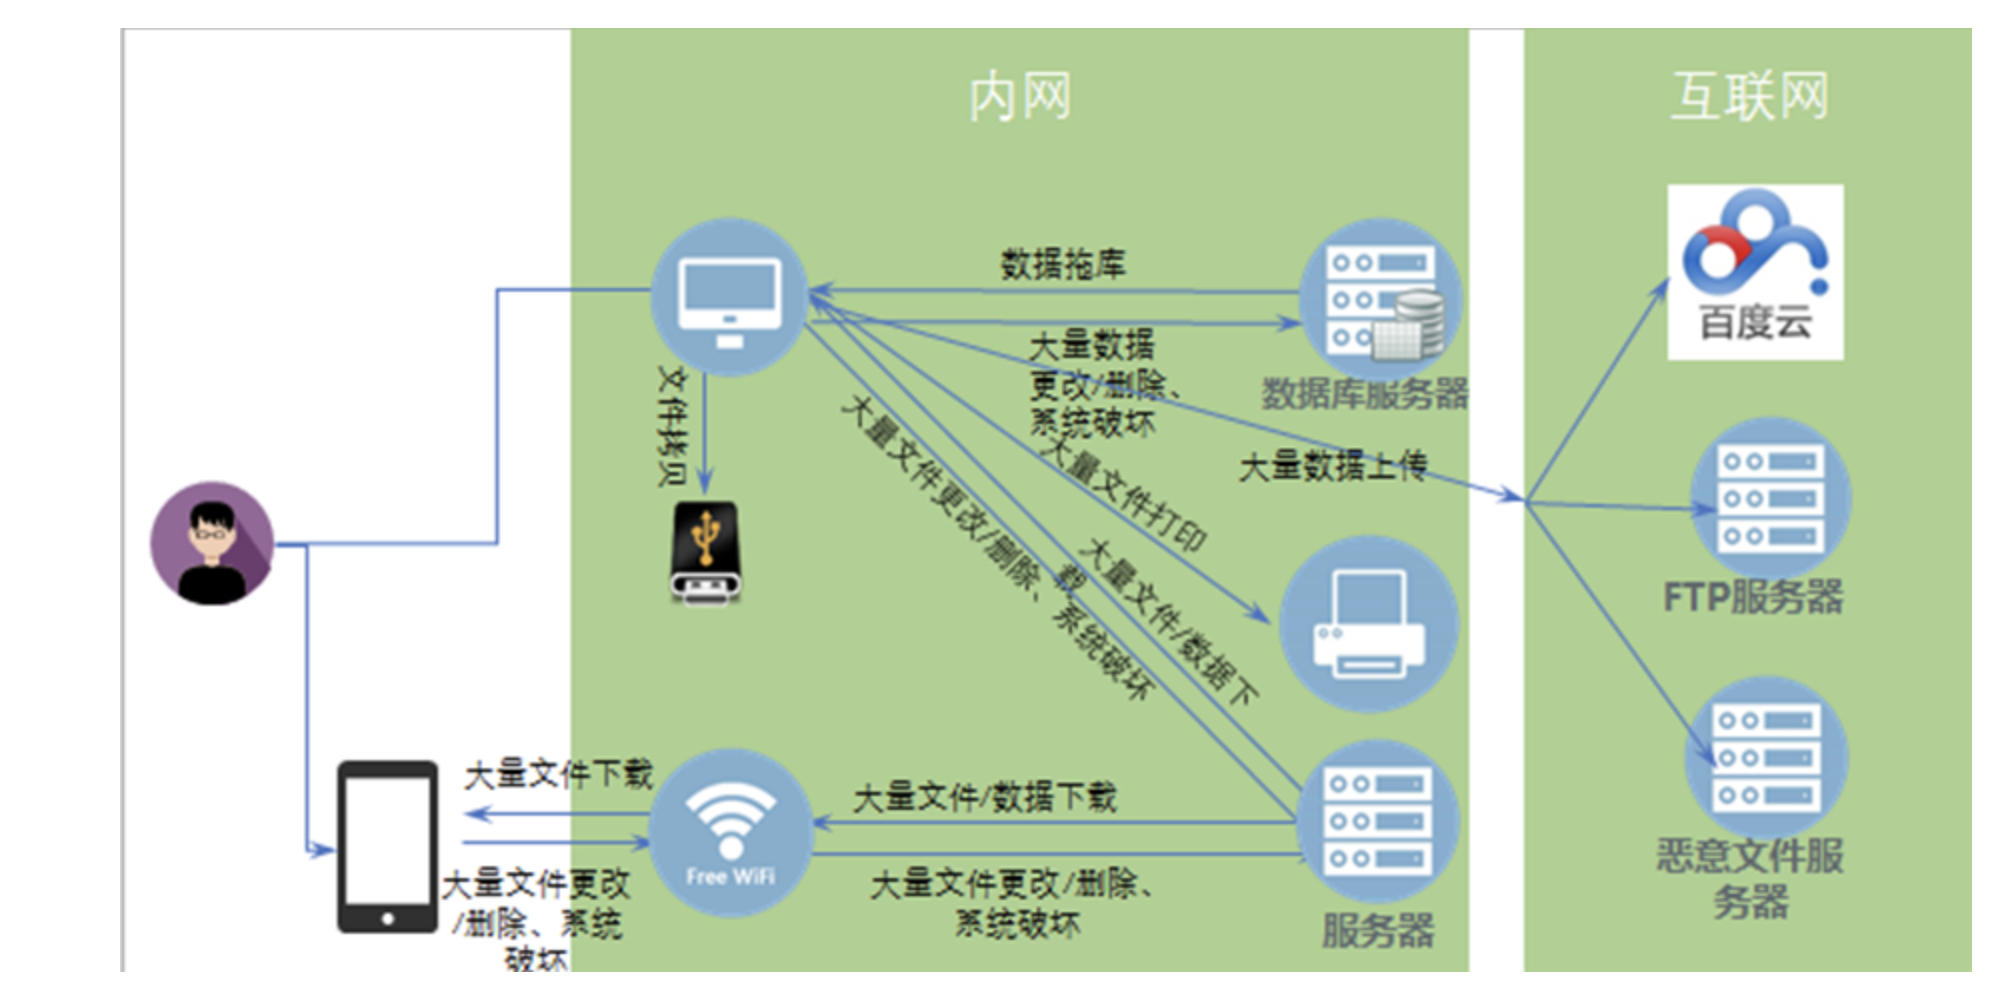 内网
互联网
数据拖库
大量数据
更改/删除、
系统破坏
数据库服务器
百度云
文件拷贝
大量数据上传
大量文件打印
大量文件更改/删除、
系统破坏
大量文件/数据下
载
FTP服务器
大量文件下载
大量文件更改
/删除、系统
破坏
Free WiFi
大量文件/数据下载
大量文件更改/删除、
系统破坏
服务器
恶意文件服
务器